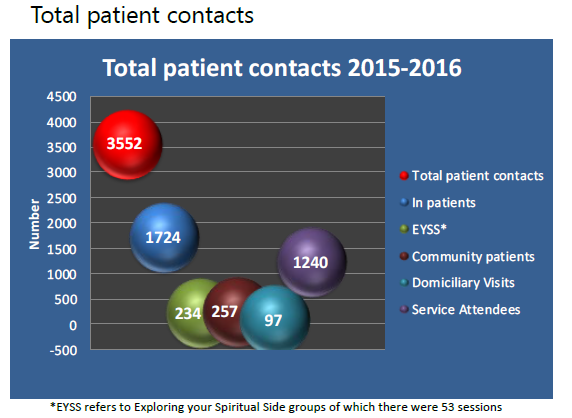 Total patient contacts
Total patient contacts 2015-2016
Number
4500
4000
3500
3000
2500
2000
1500
1000
500
0
-500
3552
1724
234
257
97
1240
Total patient contacts
In patients
EYSS*
Community patients
Domiciliary Visits
Service Attendees
*EYSS refers to Exploring your Spiritual Side groups of which there were 53 sessions